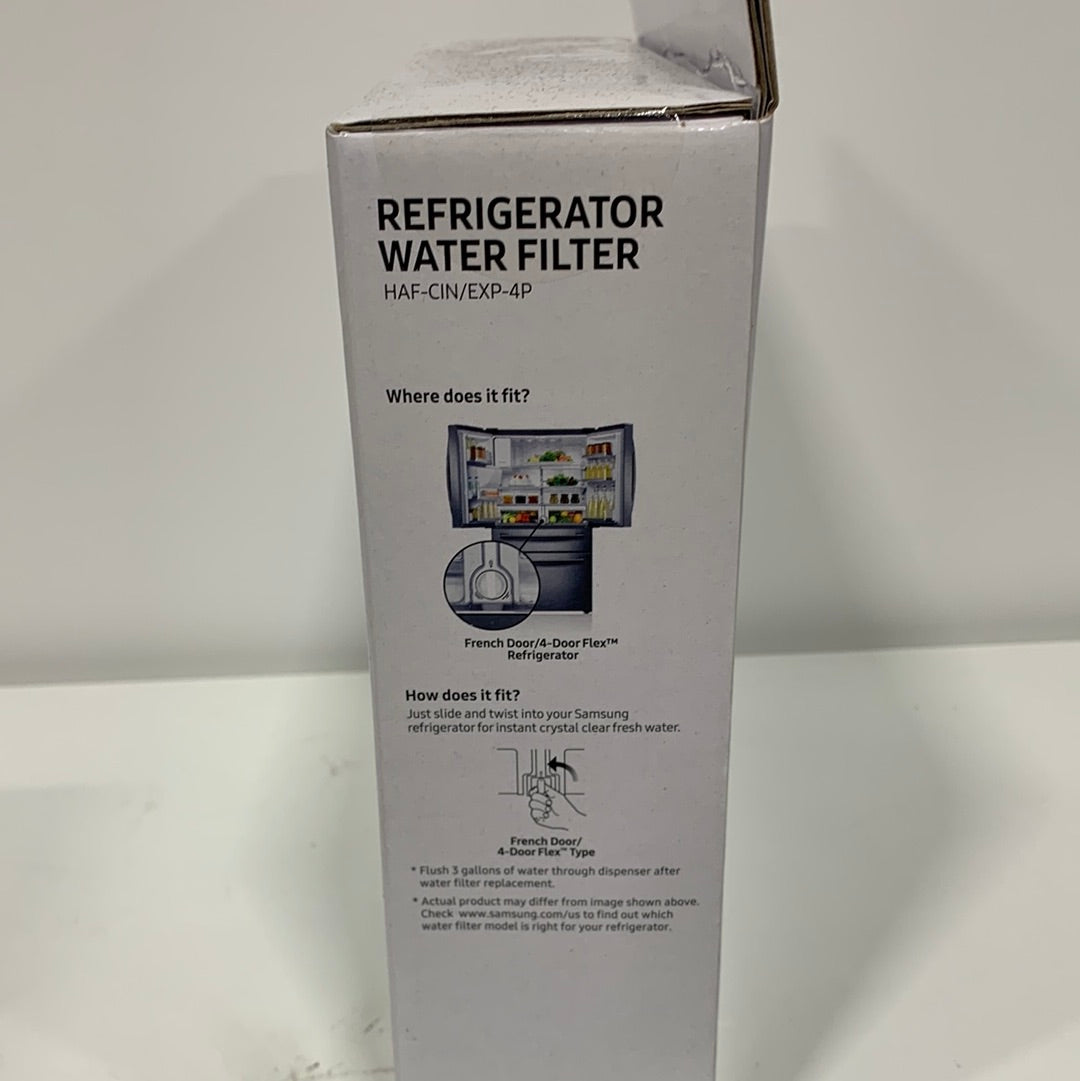 REFRIGERATOR
WATER FILTER
HAF-CIN/EXP-4P
Where does it fit?
French Door/4-Door Flex™
Refrigerator
How does it fit?
Just slide and twist into your Samsung
refrigerator for instant crystal clear fresh water.
French Door/
4-Door Flex™ Type
* Flush 3 gallons of water through dispenser after
water filter replacement.
* Actual product may differ from image shown above.
Check www.samsung.com/us to find out which
water filter model is right for your refrigerator.